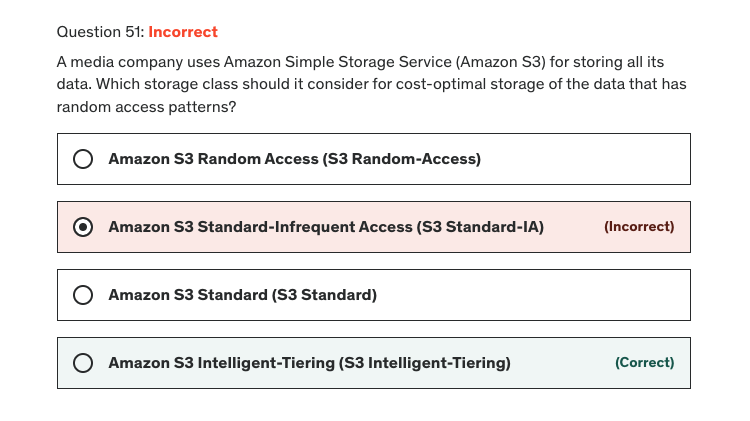 Question 51: Incorrect
A media company uses Amazon Simple Storage Service (Amazon S3) for storing all its
data. Which storage class should it consider for cost-optimal storage of the data that has
random access patterns?
Amazon S3 Random Access (S3 Random-Access)
Amazon S3 Standard-Infrequent Access (S3 Standard-IA) (Incorrect)
Amazon S3 Standard (S3 Standard)
Amazon S3 Intelligent-Tiering (S3 Intelligent-Tiering) (Correct)